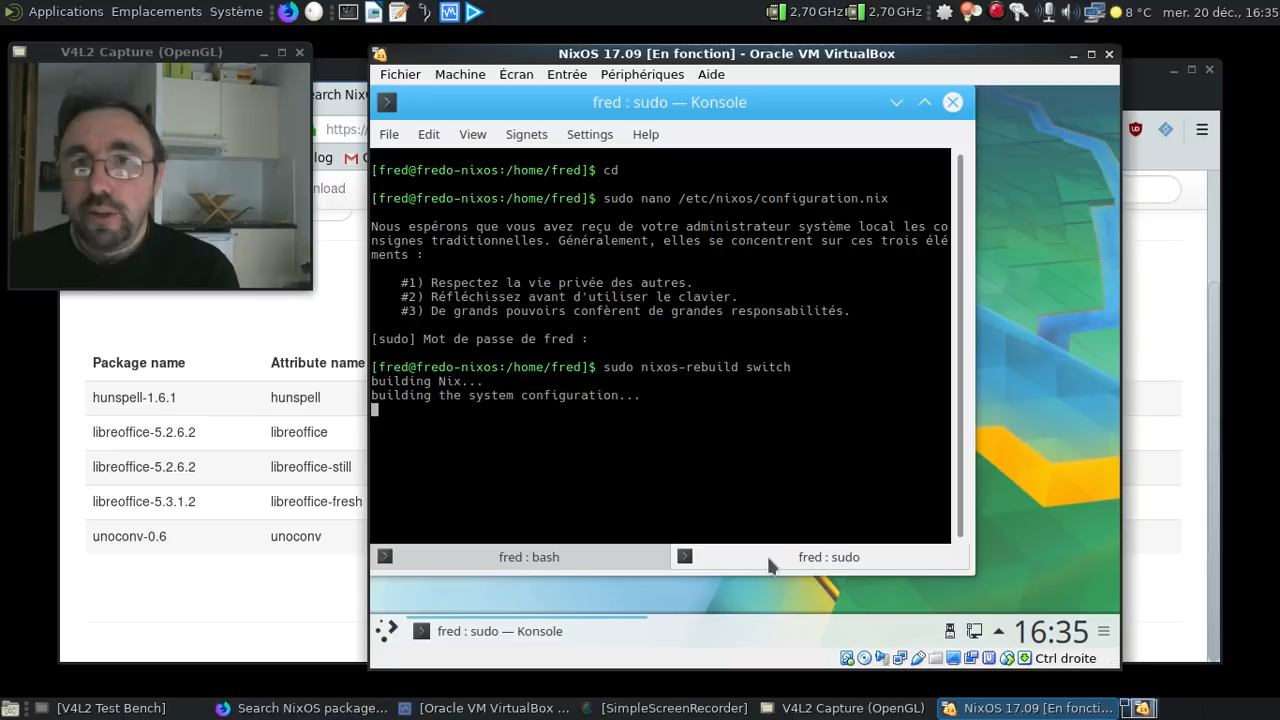 Applications Emplacements Système
2,70 GHz 2,70 GHz
8 °C mer. 20 déc., 16:35
V4L2 Capture (OpenGL)
NixOS 17.09 [En fonction] - Oracle VM VirtualBox
Fichier Machine Écran Entrée Périphériques Aide
earch NixO
https:/
log
nload
fred : sudo — Konsole
File Edit View Signets Settings Help
[fred@fredo-nixos:/home/fred]$ cd
[fred@fredo-nixos:/home/fred]$ sudo nano /etc/nixos/configuration.nix
Nous espérons que vous avez reçu de votre administrateur système local les co
nsignes traditionnelles. Généralement, elles se concentrent sur ces trois élé
ments :
#1) Respectez la vie privée des autres.
#2) Réfléchissez avant d'utiliser le clavier.
#3) De grands pouvoirs confèrent de grandes responsabilités.
[sudo] Mot de passe de fred :
[fred@fredo-nixos:/home/fred]$ sudo nixos-rebuild switch
building Nix...
building the system configuration...
fred : bash fred : sudo
Package name Attribute name
hunspell-1.6.1 hunspell
libreoffice-5.2.6.2 libreoffice
libreoffice-5.2.6.2 libreoffice-still
libreoffice-5.3.1.2 libreoffice-fresh
unoconv-0.6 unoconv
fred : sudo — Konsole
16:35
Ctrl droite
[V4L2 Test Bench] Search NixOS package... [Oracle VM VirtualBox ... [SimpleScreenRecorder] V4L2 Capture (OpenGL) NixOS 17.09 [En foncti...